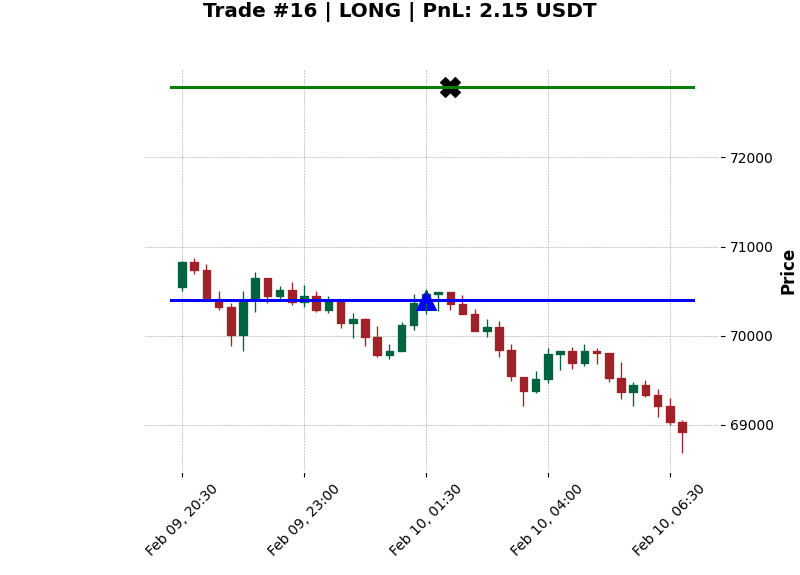 Trade #16 | LONG | PnL: 2.15 USDT
72000
71000
70000
69000
Price
Feb 09, 20:30
Feb 09, 23:00
Feb 10, 01:30
Feb 10, 04:00
Feb 10, 06:30